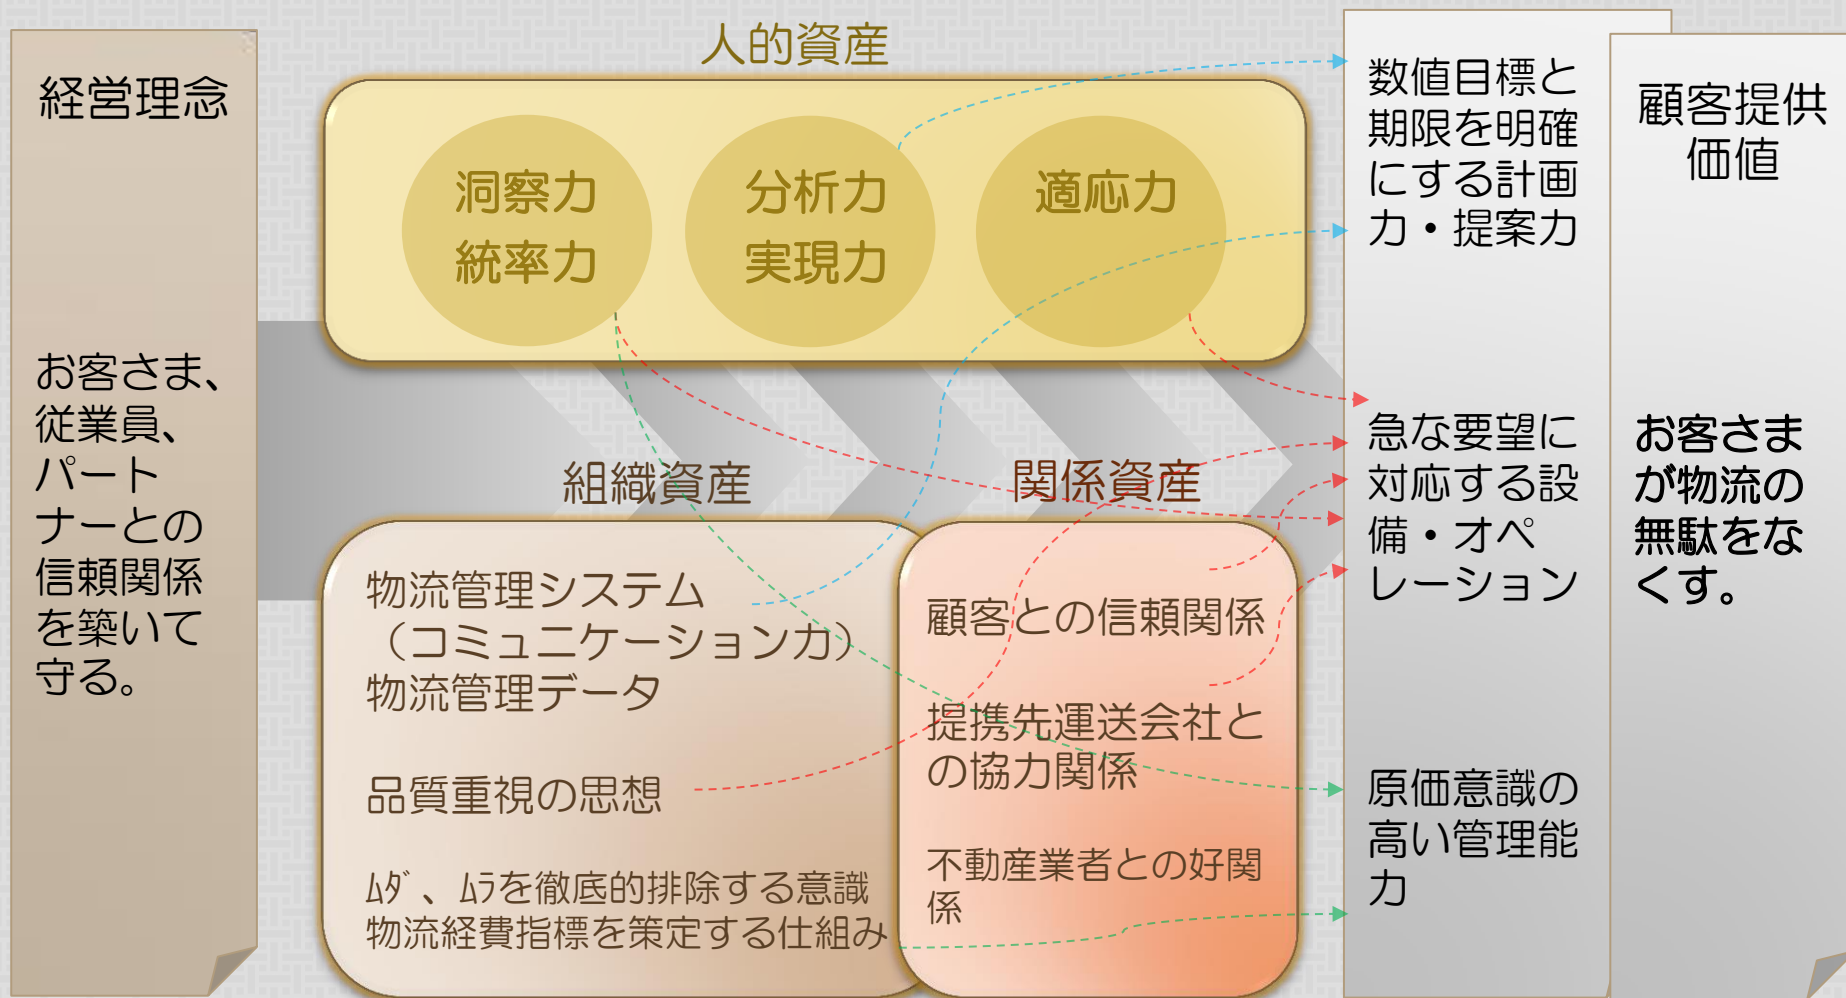 経営理念
お客さま、
従業員、
パート
ナーとの
信頼関係
を築いて
守る。
人的資産
洞察力
統率力
分析力
実現力
適応力
組織資産
物流管理システム
（コミュニケーション力）
物流管理データ
品質重視の思想
ﾑﾀﾞ、ﾑﾗを徹底的排除する意識
物流経費指標を策定する仕組み
関係資産
顧客との信頼関係
提携先運送会社と
の協力関係
不動産業者との好関
係
数値目標と
期限を明確
にする計画
力・提案力
急な要望に
対応する設
備・オペ
レーション
原価意識の
高い管理能
力
顧客提供
価値
お客さま
が物流の
無駄をな
くす。